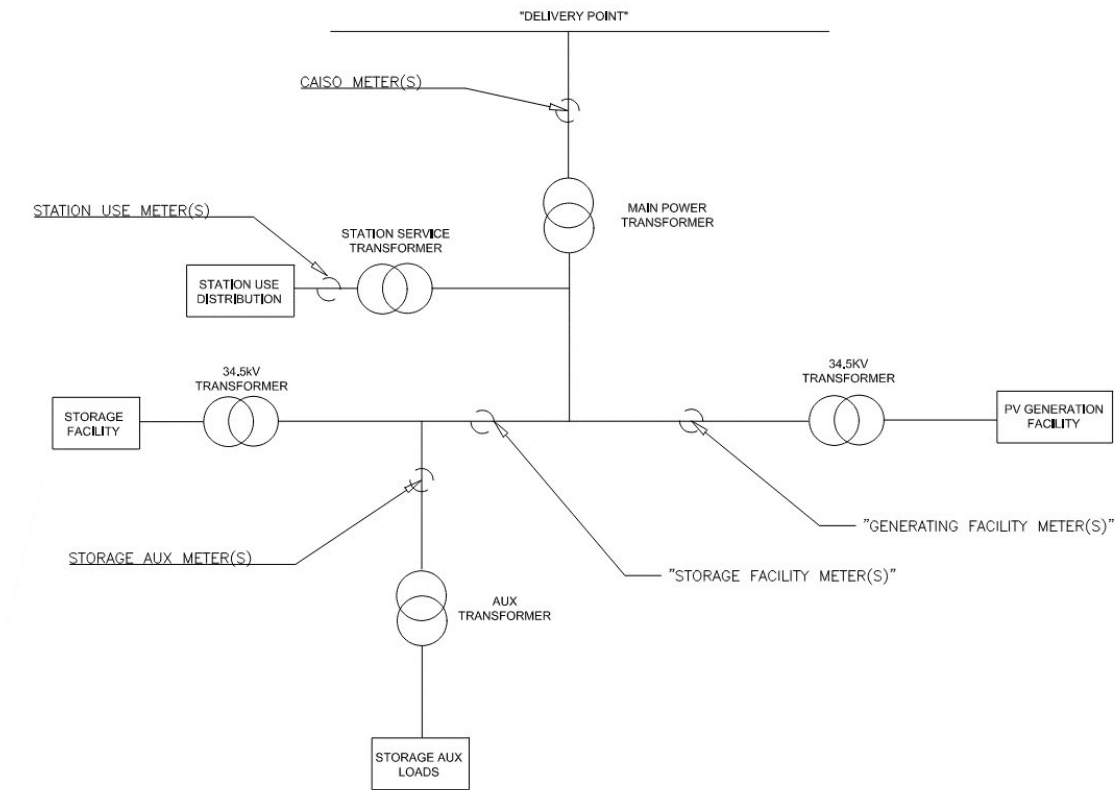 "DELIVERY POINT"
CAISO METER(S)
STATION USE METER(S)
MAIN POWER
TRANSFORMER
STATION SERVICE
TRANSFORMER
STATION USE
DISTRIBUTION
34.5kV
TRANSFORMER
34.5KV
TRANSFORMER
STORAGE
FACILITY
PV GENERATION
FACILITY
"GENERATING FACILITY METER(S)"
STORAGE AUX METER(S)
"STORAGE FACILITY METER(S)"
AUX
TRANSFORMER
STORAGE AUX
LOADS